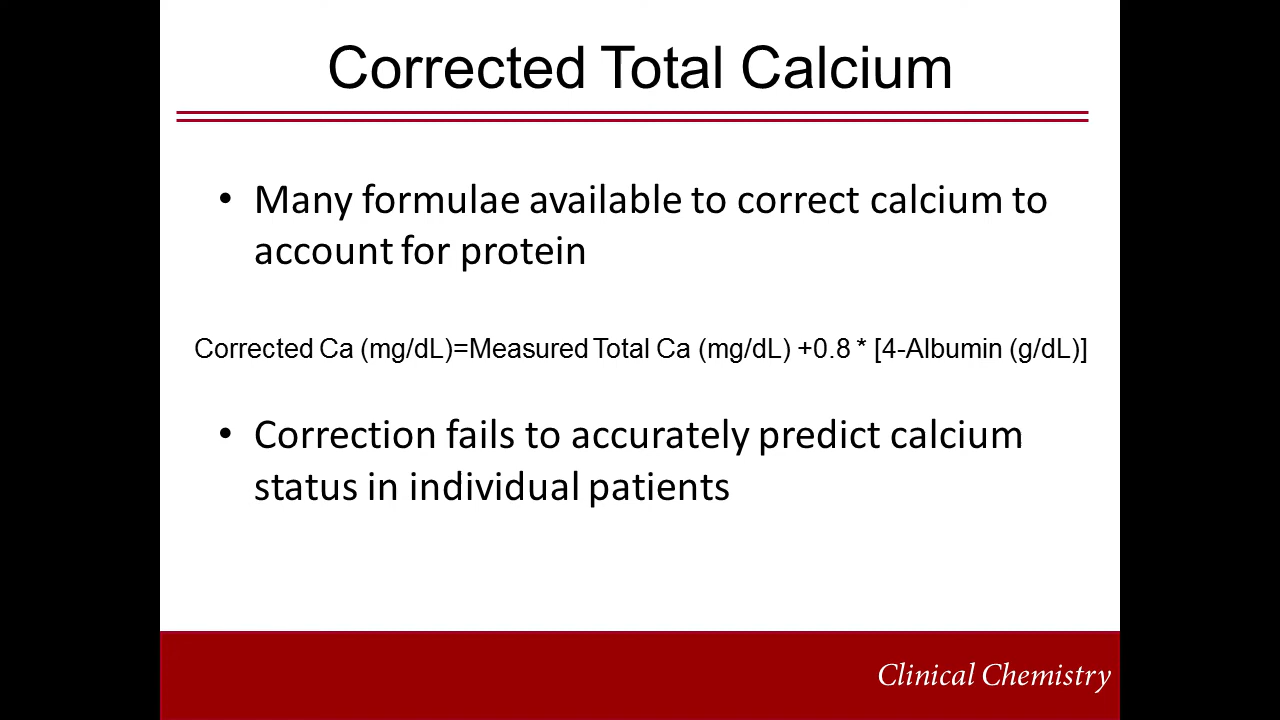 Corrected Total Calcium
• Many formulae available to correct calcium to
account for protein
Corrected Ca (mg/dL)=Measured Total Ca (mg/dL) +0.8 * [4-Albumin (g/dL)]
• Correction fails to accurately predict calcium
status in individual patients
Clinical Chemistry